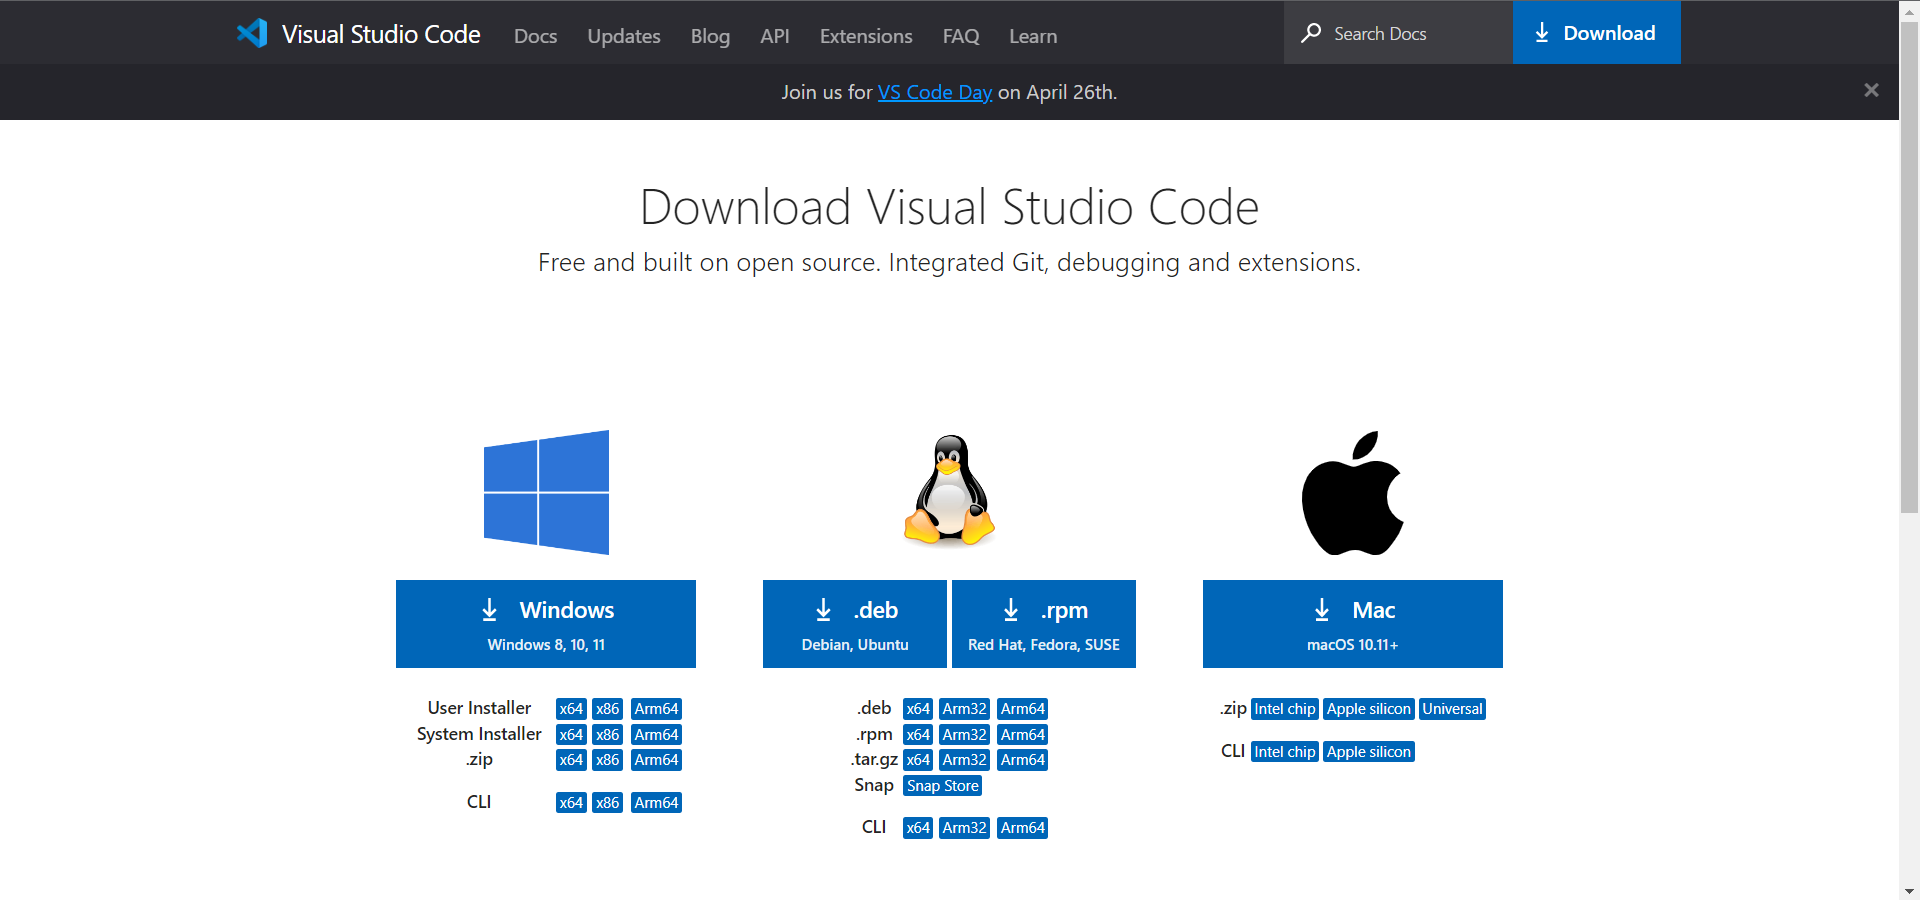 Visual Studio Code Docs Updates Blog API Extensions FAQ Learn Search Docs Download
Join us for VS Code Day on April 26th.
Download Visual Studio Code
Free and built on open source. Integrated Git, debugging and extensions.
Windows
Windows 8, 10, 11
User Installer x64 x86 Arm64
System Installer x64 x86 Arm64
.zip x64 x86 Arm64
CLI x64 x86 Arm64
.deb
Debian, Ubuntu
.rpm
Red Hat, Fedora, SUSE
.deb x64 Arm32 Arm64
.rpm x64 Arm32 Arm64
.tar.gz x64 Arm32 Arm64
Snap Snap Store
CLI x64 Arm32 Arm64
Mac
macOS 10.11+
.zip Intel chip Apple silicon Universal
CLI Intel chip Apple silicon